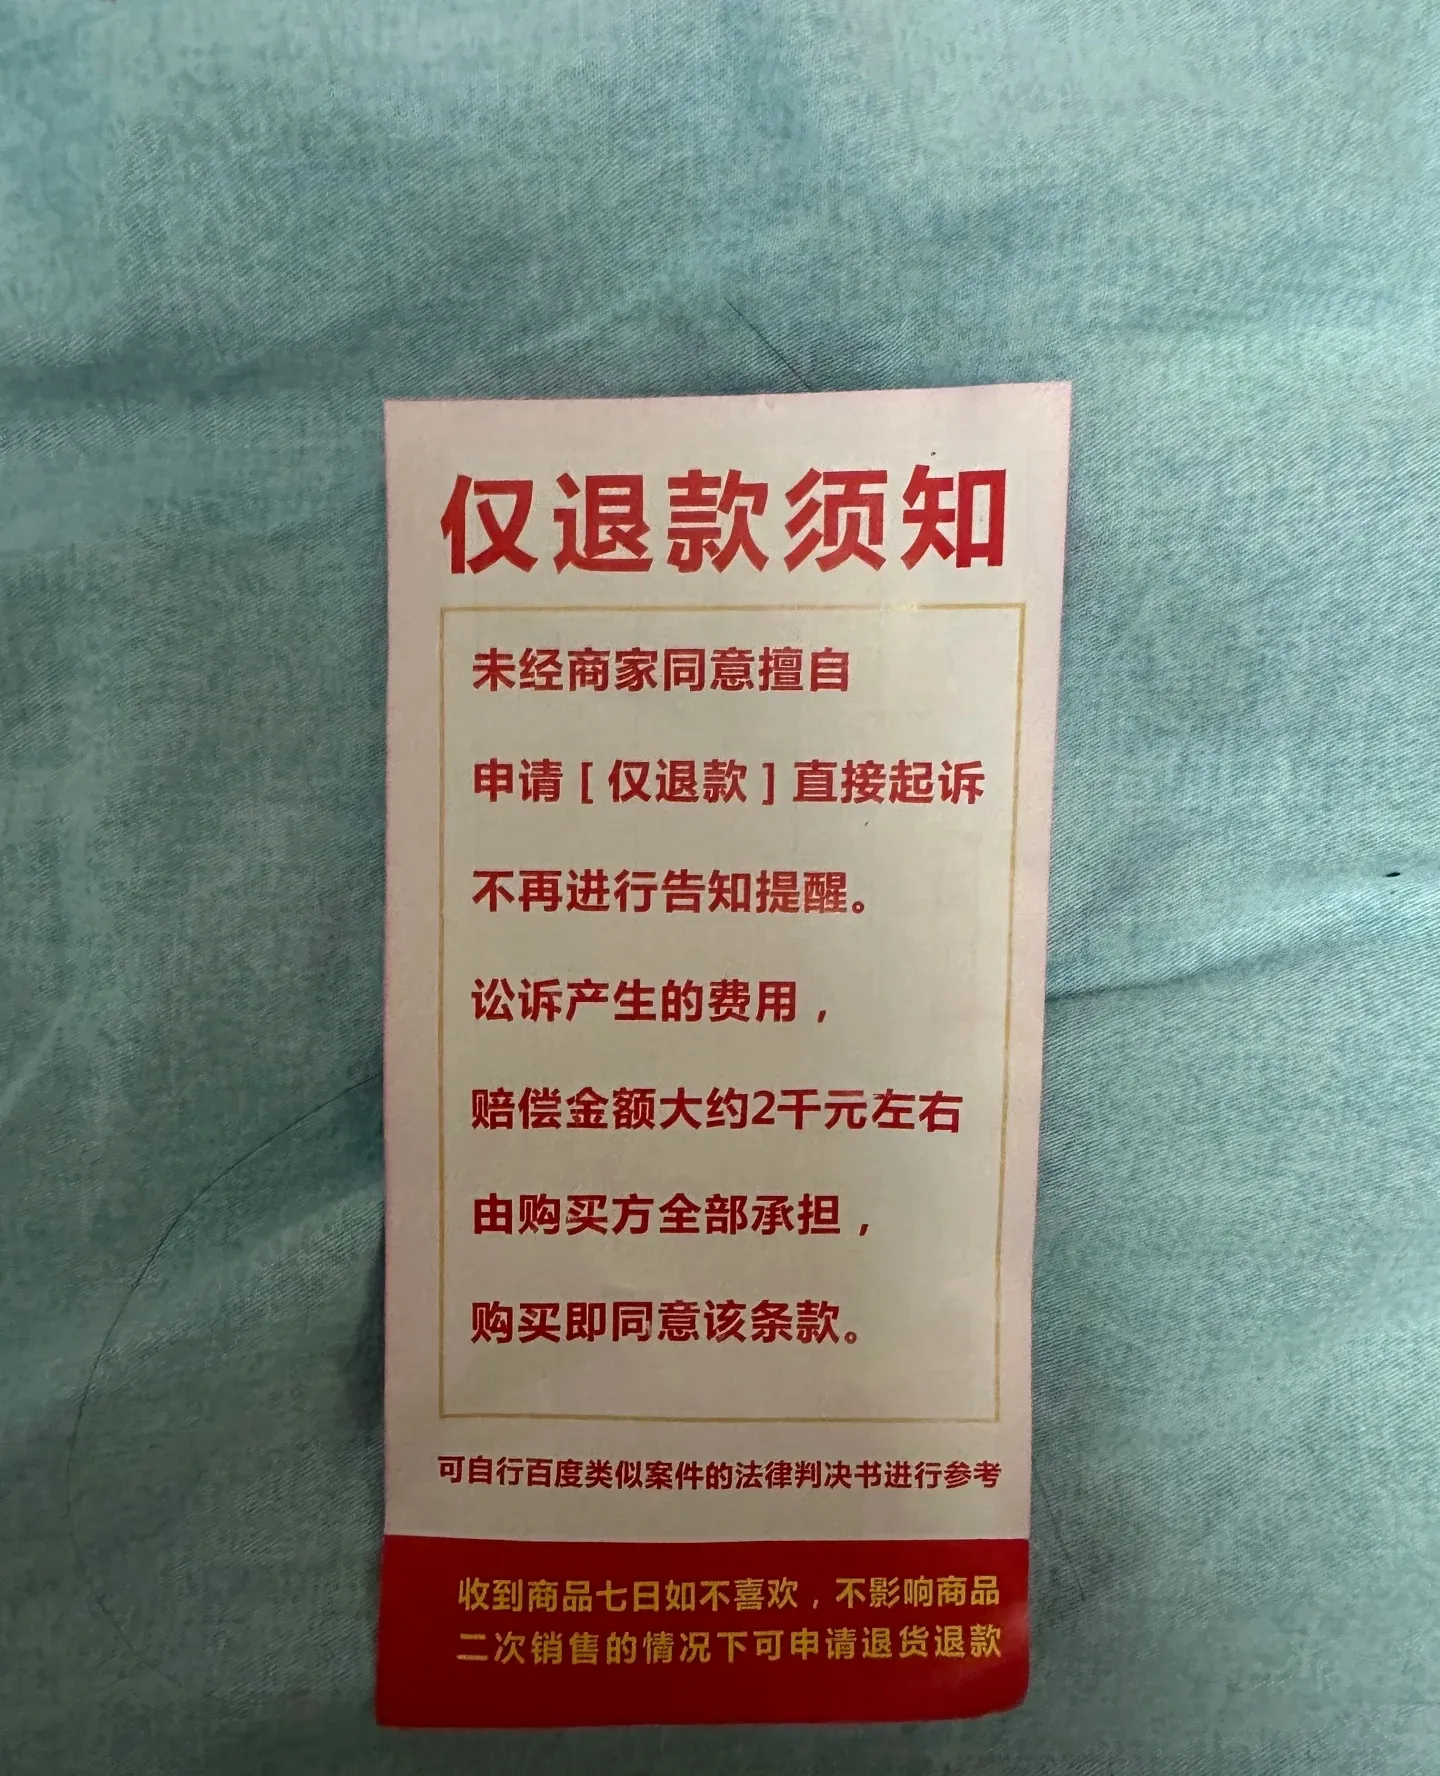 仅退款须知
未经商家同意擅自
申请[仅退款]直接起诉
不再进行告知提醒。
讼诉产生的费用，
赔偿金额大约2千元左右
由购买方全部承担，
购买即同意该条款。
可自行百度类似案件的法律判决书进行参考
收到商品七日如不喜欢，不影响商品
二次销售的情况下可申请退货退款